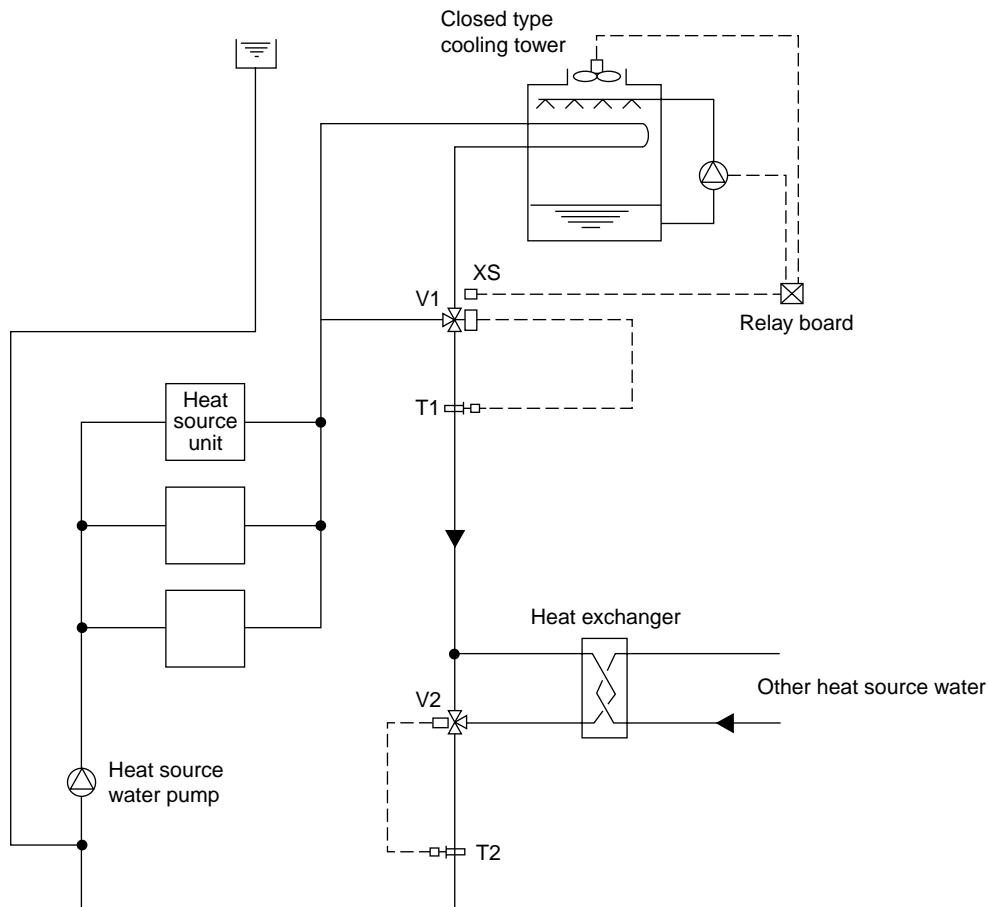 Closed type
cooling tower
XS
V1
Relay board
T1
Heat
source
unit
Heat exchanger
Other heat source water
V2
Heat source
water pump
T2